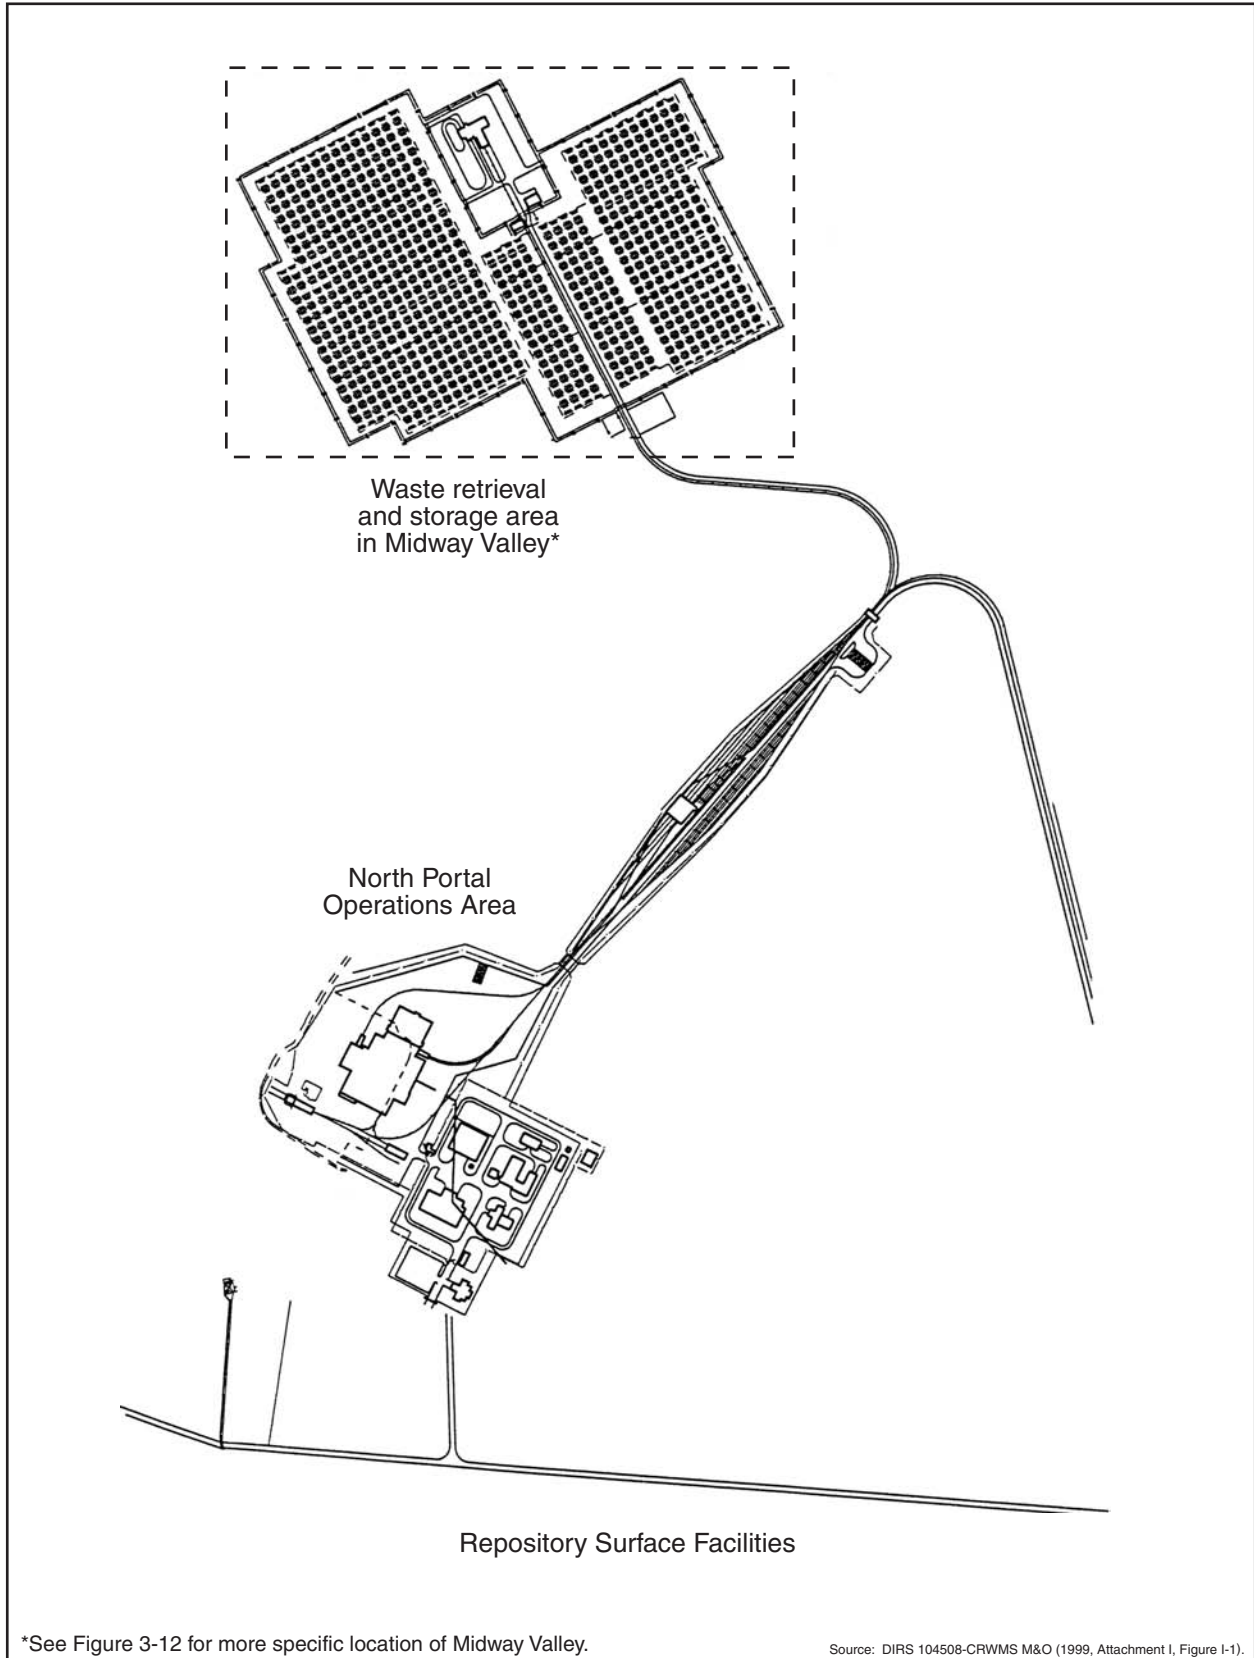 Waste retrieval
and storage area
in Midway Valley*
North Portal
Operations Area
Repository Surface Facilities
*See Figure 3-12 for more specific location of Midway Valley.
Source: DIRS 104508-CRWMS M&O (1999, Attachment I, Figure I-1).